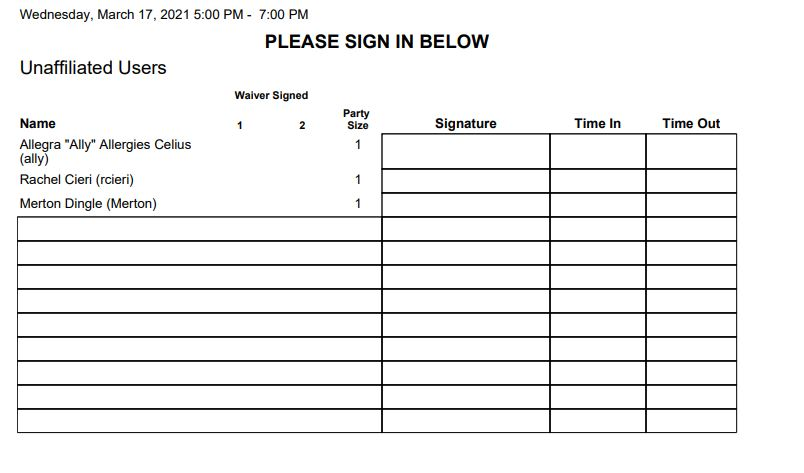 Wednesday, March 17, 2021 5:00 PM - 7:00 PM
PLEASE SIGN IN BELOW
Unaffiliated Users
Waiver Signed
Name 1 2 Party Size Signature Time In Time Out
Allegra "Ally" Allergies Celius 1
(ally)
Rachel Cieri (rcieri) 1
Merton Dingle (Merton) 1